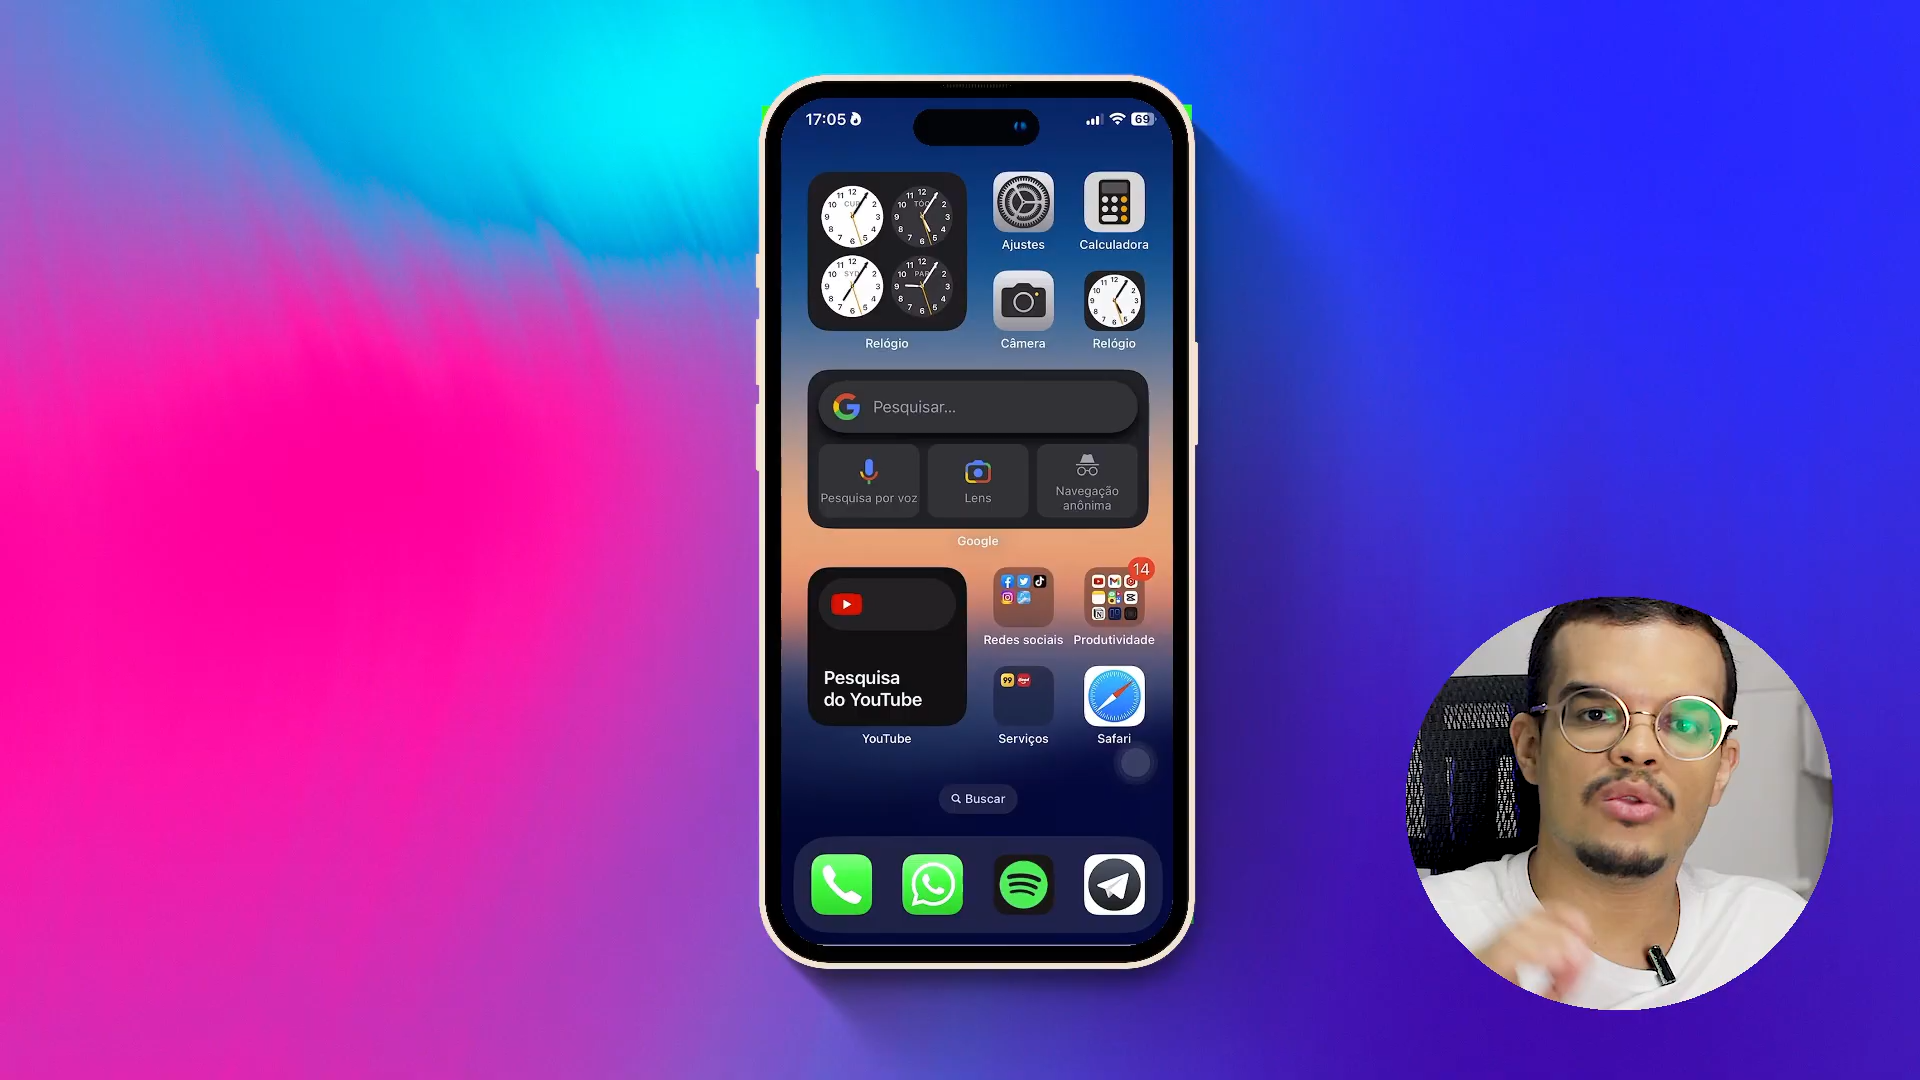 17:05
69
Ajustes
Calculadora
Câmera
Relógio
Relógio
Pesquisar...
Pesquisa por voz
Lens
Navegação
anônima
Google
14
Redes sociais
Produtividade
Pesquisa
do YouTube
99
YouTube
Serviços
Safari
Buscar